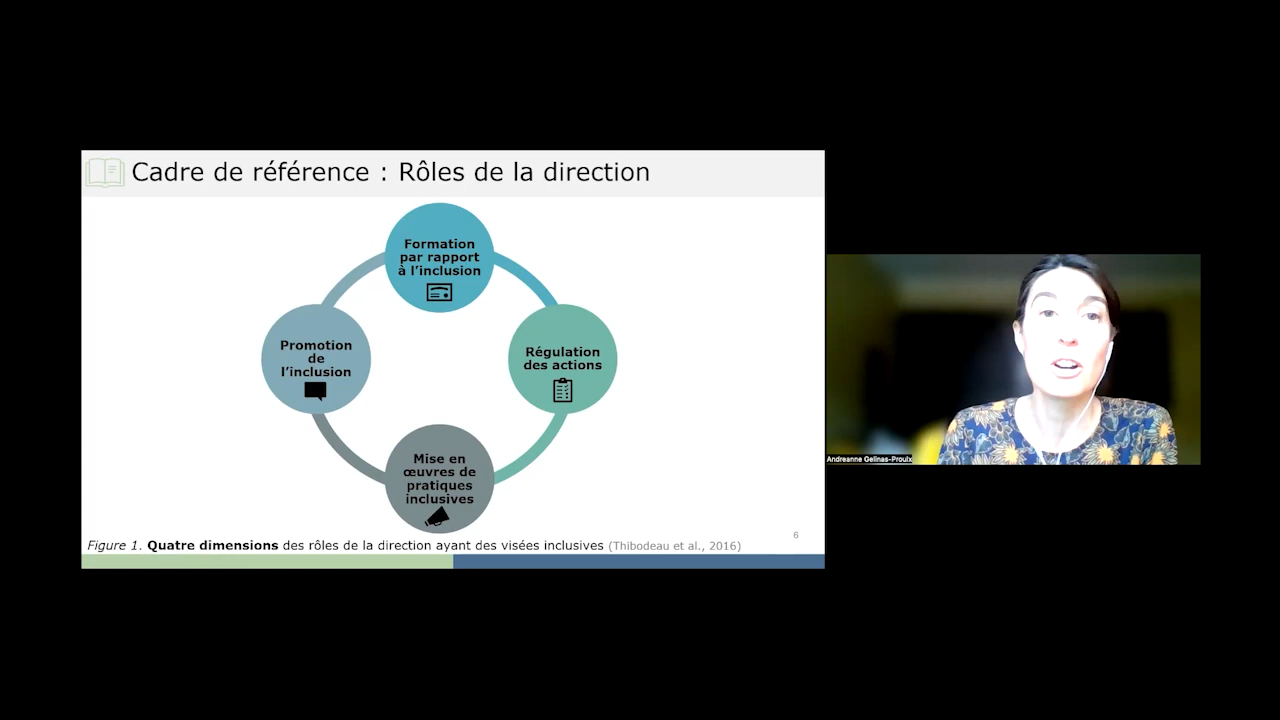 Cadre de référence : Rôles de la direction
Formation
par rapport
à l'inclusion
Promotion
de
l'inclusion
Régulation
des actions
Mise en
œuvres de
pratiques
inclusives
6
Figure 1. Quatre dimensions des rôles de la direction ayant des visées inclusives (Thibodeau et al., 2016)
Andreanne Gelinas-Proulx